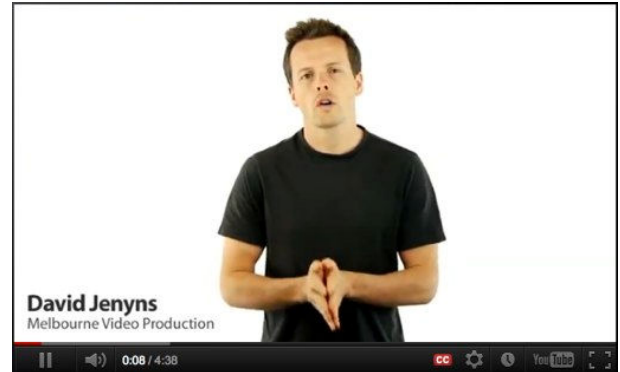 David Jenyns
Melbourne Video Production
0:08 / 4:38
CC
YouTube